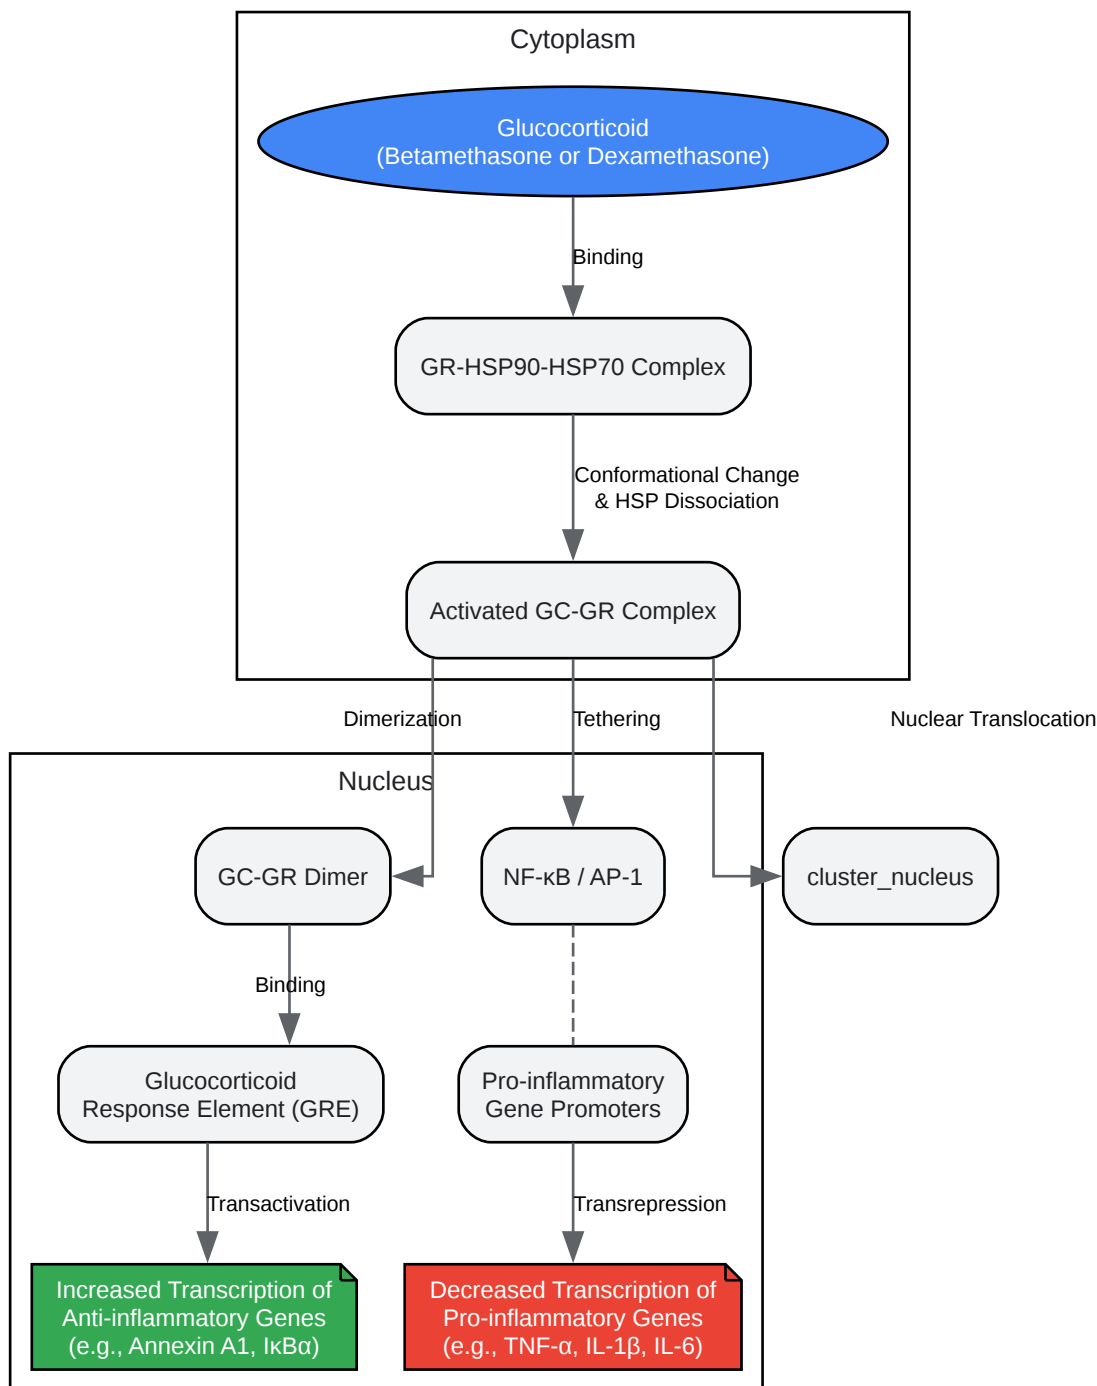 Cytoplasm
Glucocorticoid
(Betamethasone or Dexamethasone)
Binding
GR-HSP90-HSP70 Complex
Conformational Change
& HSP Dissociation
Activated GC-GR Complex
Dimerization
Tethering
Nuclear Translocation
Nucleus
GC-GR Dimer
NF-κB / AP-1
cluster_nucleus
Binding
Glucocorticoid
Response Element (GRE)
Pro-inflammatory
Gene Promoters
Transactivation
Transrepression
Increased Transcription of
Anti-inflammatory Genes
(e.g., Annexin A1, IκBα)
Decreased Transcription of
Pro-inflammatory Genes
(e.g., TNF-α, IL-1β, IL-6)